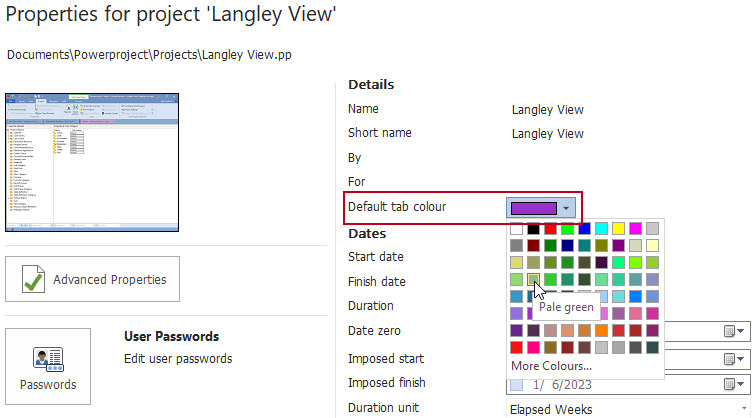 Properties for project 'Langley View'
Documents\Powerproject\Projects\Langley View.pp
Details
Name Langley View
Short name Langley View
By
For
Default tab colour
Dates
Start date
Advanced Properties
Finish date
Pale green
Duration
User Passwords
Date zero
Edit user passwords
Imposed start
More Colours...
Passwords
Imposed finish 1/ 6/2023
Duration unit Elapsed Weeks